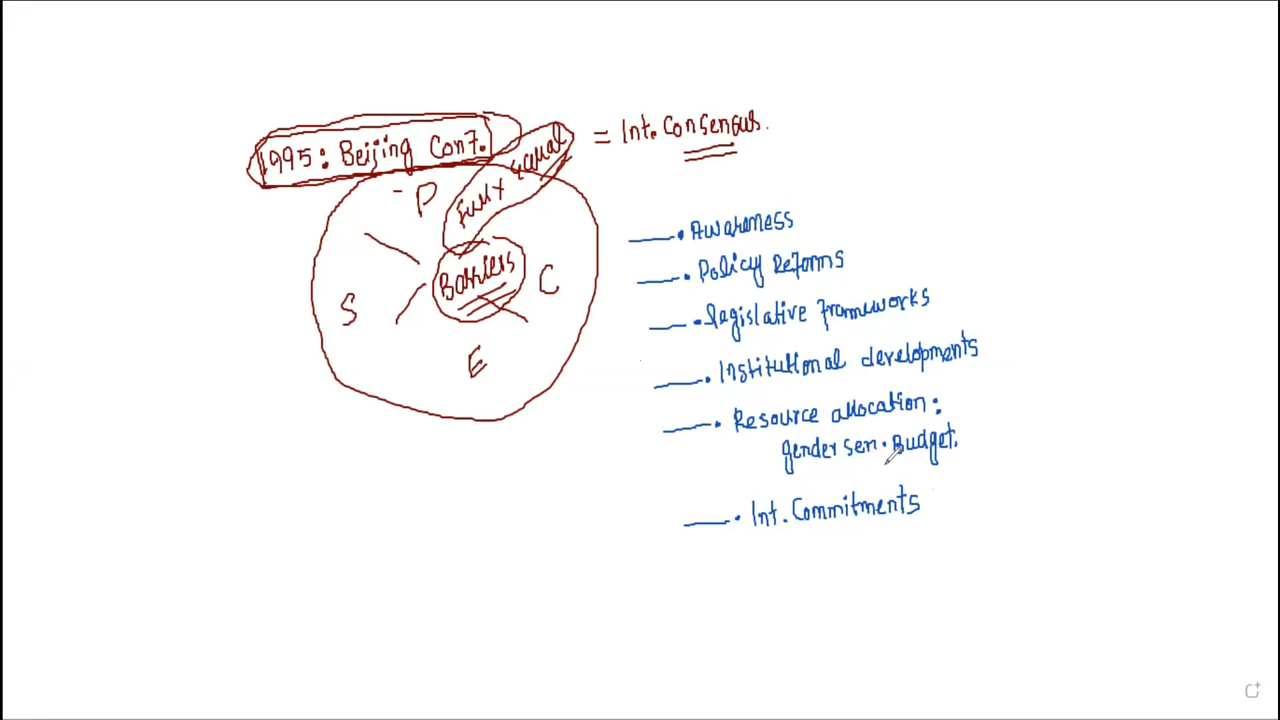 1995: Beijing Conf.
= Int. Consensus.
Full + equal
P
Barriers
C
S
E
• Awareness
• Policy Reforms
• legislative frameworks
• Institutional developments
• Resource allocation:
gender sen. Budget.
• Int. Commitments